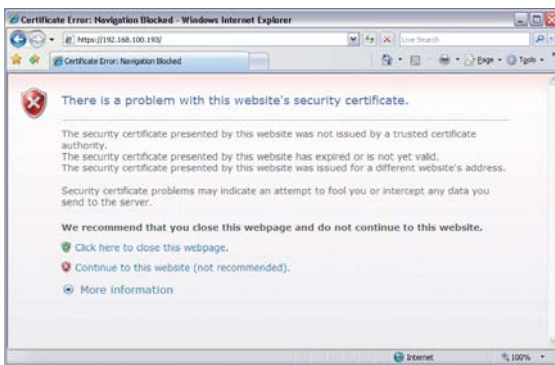 Certificate Error: Navigation Blocked - Windows Internet Explorer
https://192.168.100.193/
Live Search
Certificate Error: Navigation Blocked
Page
Tools
There is a problem with this website's security certificate.
The security certificate presented by this website was not issued by a trusted certificate
authority.
The security certificate presented by this website has expired or is not yet valid.
The security certificate presented by this website was issued for a different website's address.
Security certificate problems may indicate an attempt to fool you or intercept any data you
send to the server.
We recommend that you close this webpage and do not continue to this website.
Click here to close this webpage.
Continue to this website (not recommended).
More information
Internet
100%